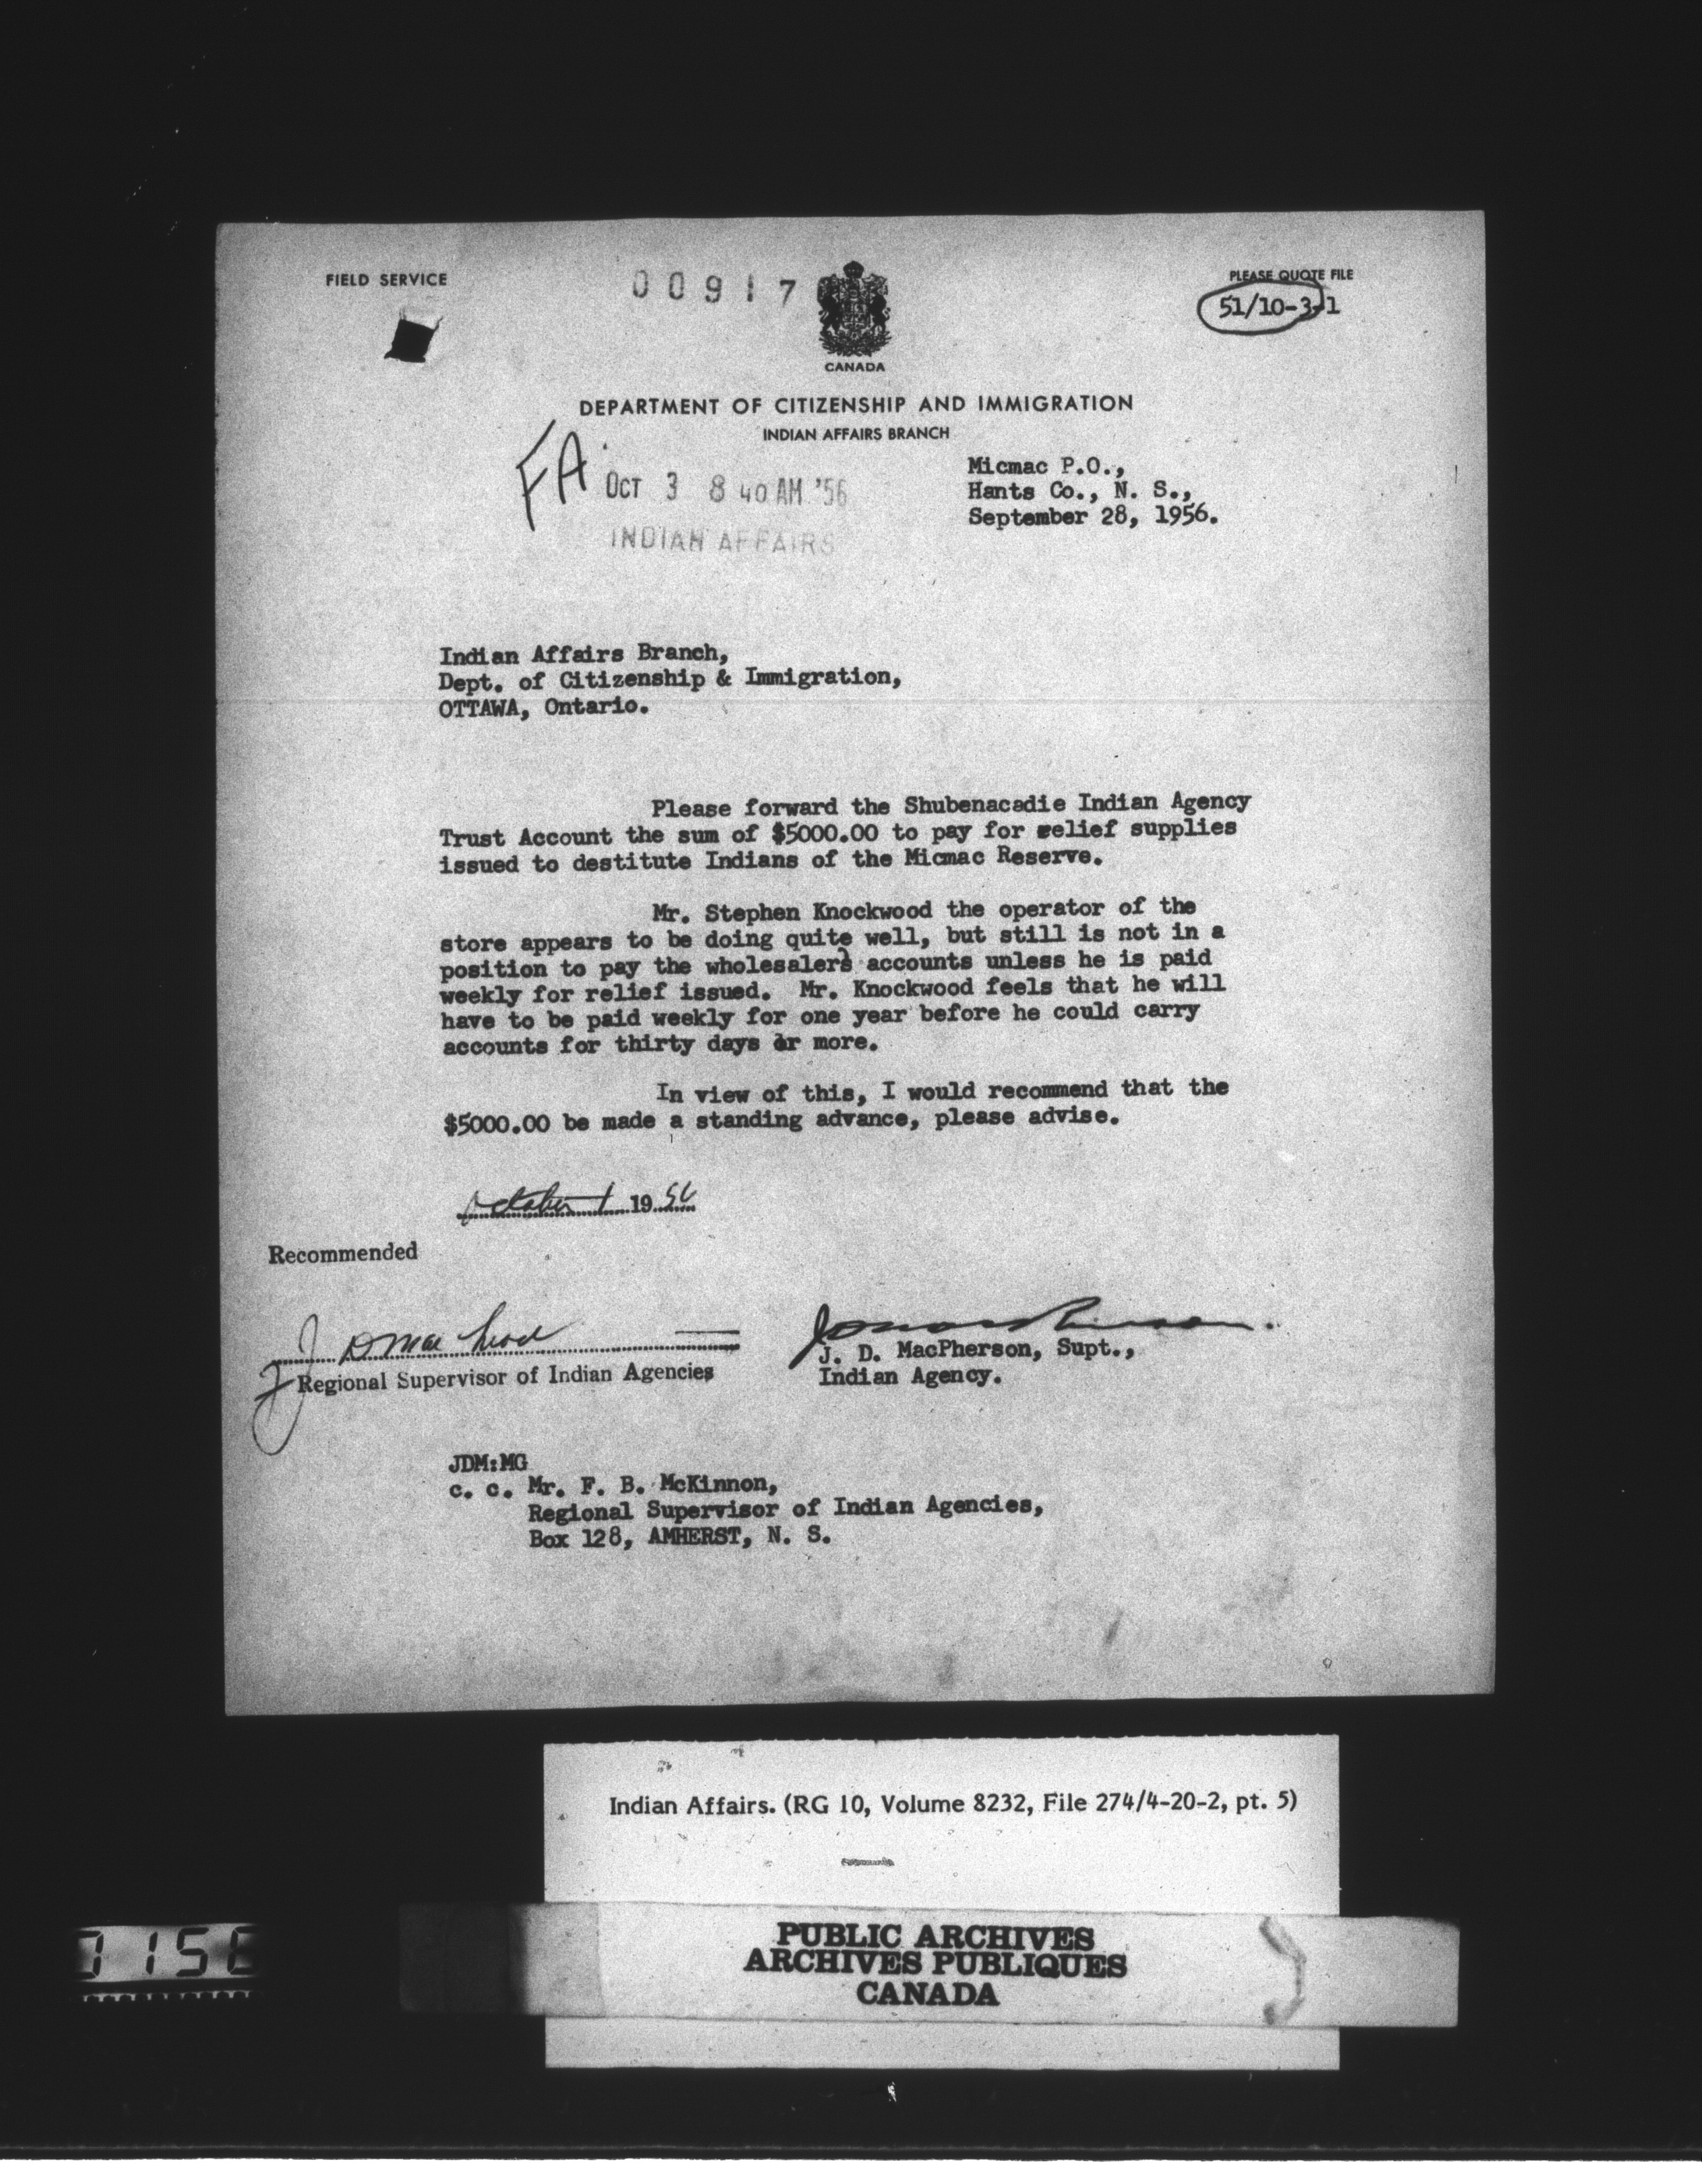 FIELD SERVICE
00917
PLEASE QUOTE FILE
51/10-3-1
CANADA
DEPARTMENT OF CITIZENSHIP AND IMMIGRATION
INDIAN AFFAIRS BRANCH
FA
OCT 3 8 40 AM '56
INDIAN AFFAIRS
Micmac P.O.,
Hants Co., N. S.,
September 28, 1956.
Indian Affairs Branch,
Dept. of Citizenship & Immigration,
OTTAWA, Ontario.
Please forward the Shubenacadie Indian Agency
Trust Account the sum of $5000.00 to pay for relief supplies
issued to destitute Indians of the Micmac Reserve.
Mr. Stephen Knockwood the operator of the
store appears to be doing quite well, but still is not in a
position to pay the wholesalers accounts unless he is paid
weekly for relief issued. Mr. Knockwood feels that he will
have to be paid weekly for one year before he could carry
accounts for thirty days or more.
In view of this, I would recommend that the
$5000.00 be made a standing advance, please advise.
October 1 1956
Recommended
Regional Supervisor of Indian Agencies
J. D. MacPherson, Supt.,
Indian Agency.
JDM:MG
c. c. Mr. F. B. McKinnon,
Regional Supervisor of Indian Agencies,
Box 128, AMHERST, N. S.
Indian Affairs. (RG 10, Volume 8232, File 274/4-20-2, pt. 5)
PUBLIC ARCHIVES
ARCHIVES PUBLIQUES
CANADA